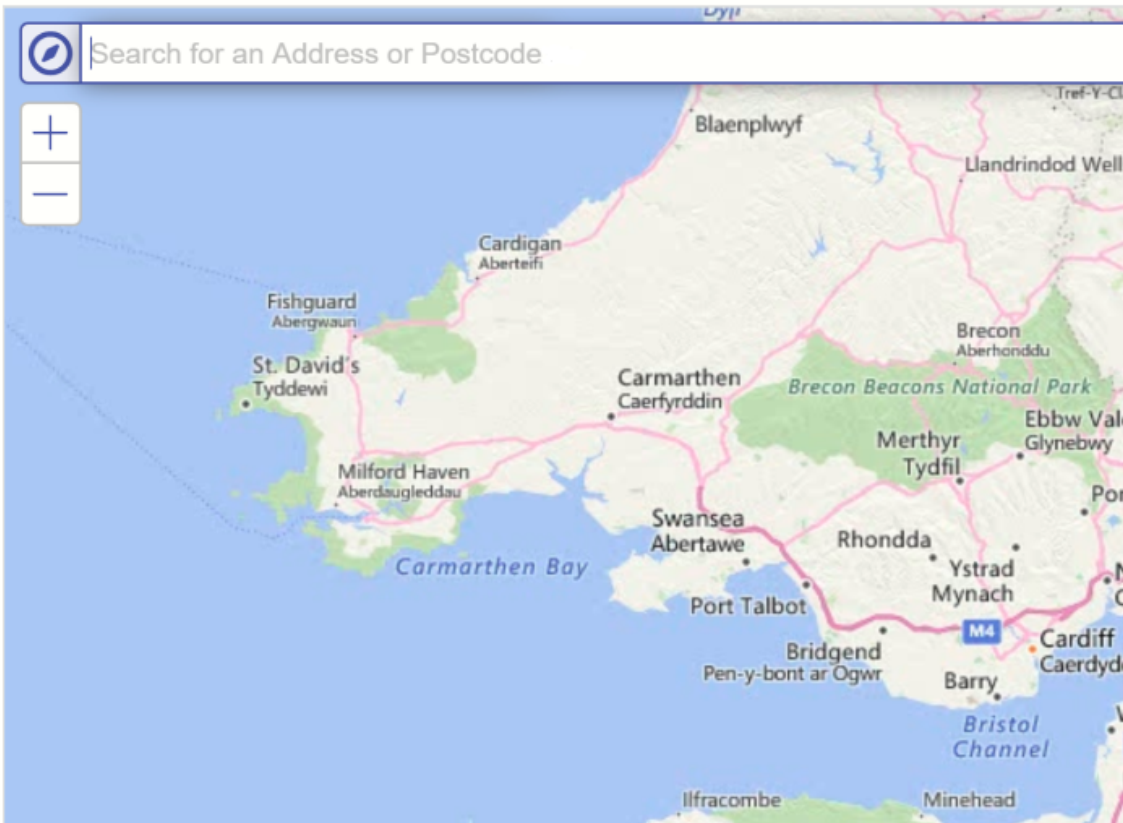 Search for an Address or Postcode
Blaenplwyf
Llandrindod Well
Cardigan
Aberteifi
Fishguard
Abergwaun
St. David's
Tyddewi
Brecon
Aberhonddu
Carmarthen
Caerfyrddin
Brecon Beacons National Park
Ebbw Val
Glynebwy
Merthyr
Tydfil
Milford Haven
Aberdaugleddau
Swansea
Abertawe
Rhondda
Ystrad
Mynach
Carmarthen Bay
Port Talbot
M4
Cardiff
Caerdyd
Bridgend
Pen-y-bont ar Ogwr
Barry
Bristol
Channel
Ilfracombe
Minehead